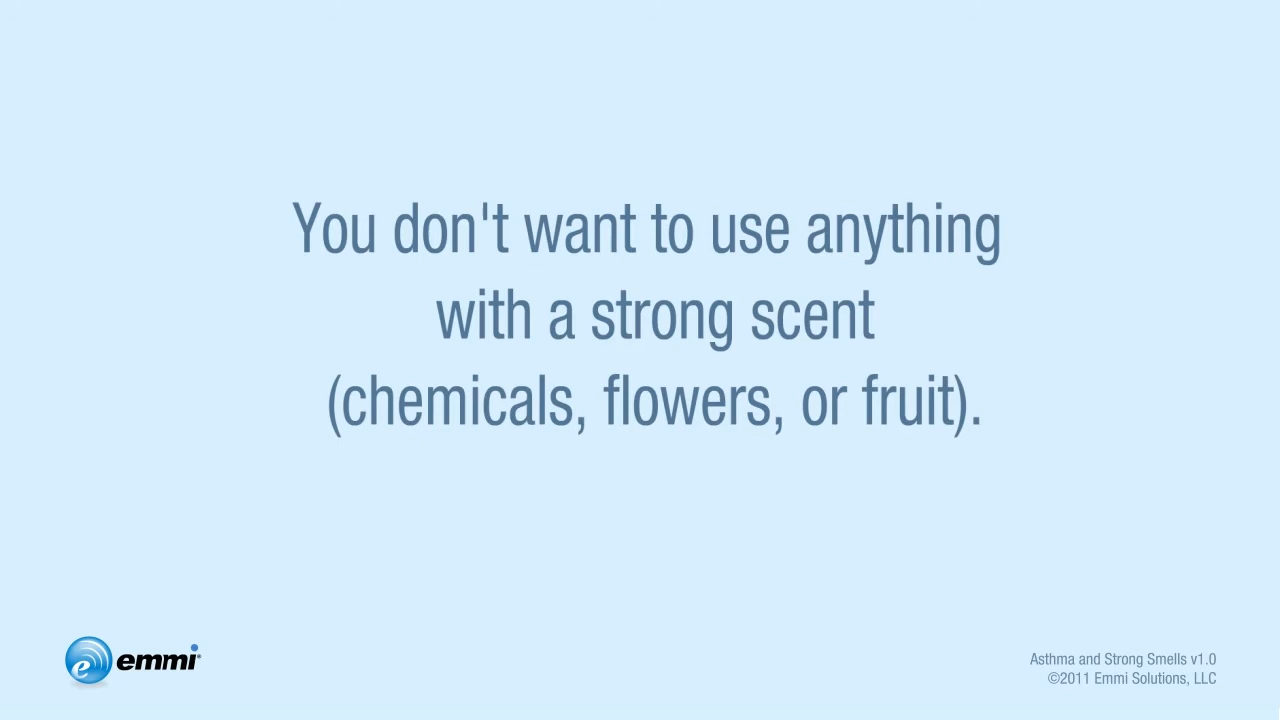 You don't want to use anything
with a strong scent
(chemicals, flowers, or fruit).
e emmi®
Asthma and Strong Smells v1.0
©2011 Emmi Solutions, LLC